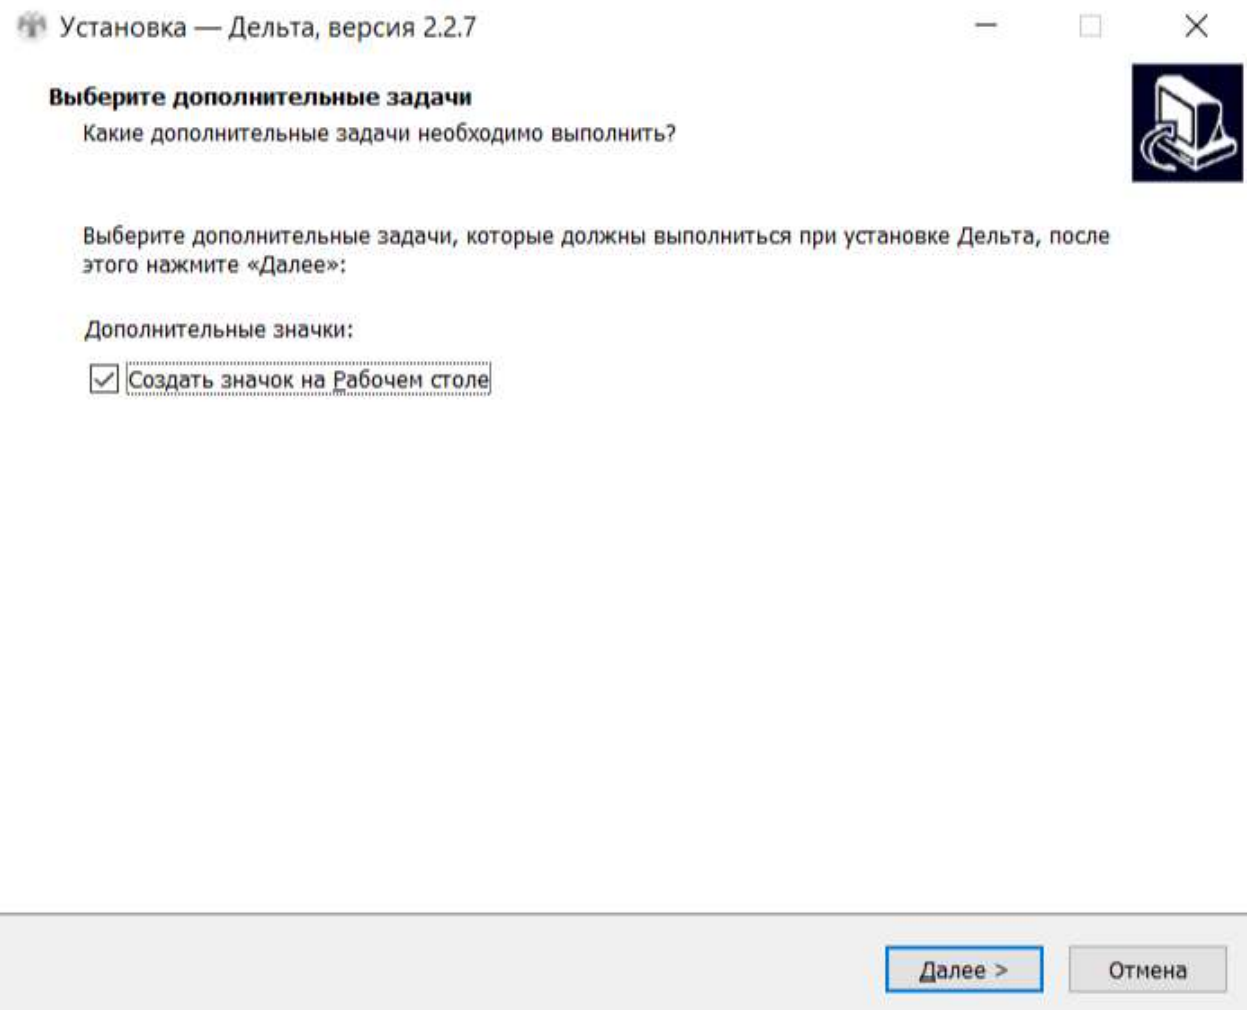 Установка — Дельта, версия 2.2.7
Выберите дополнительные задачи
Какие дополнительные задачи необходимо выполнить?
Выберите дополнительные задачи, которые должны выполниться при установке Дельта, после
этого нажмите «Далее»:
Дополнительные значки:
Создать значок на Рабочем столе
Далее >
Отмена